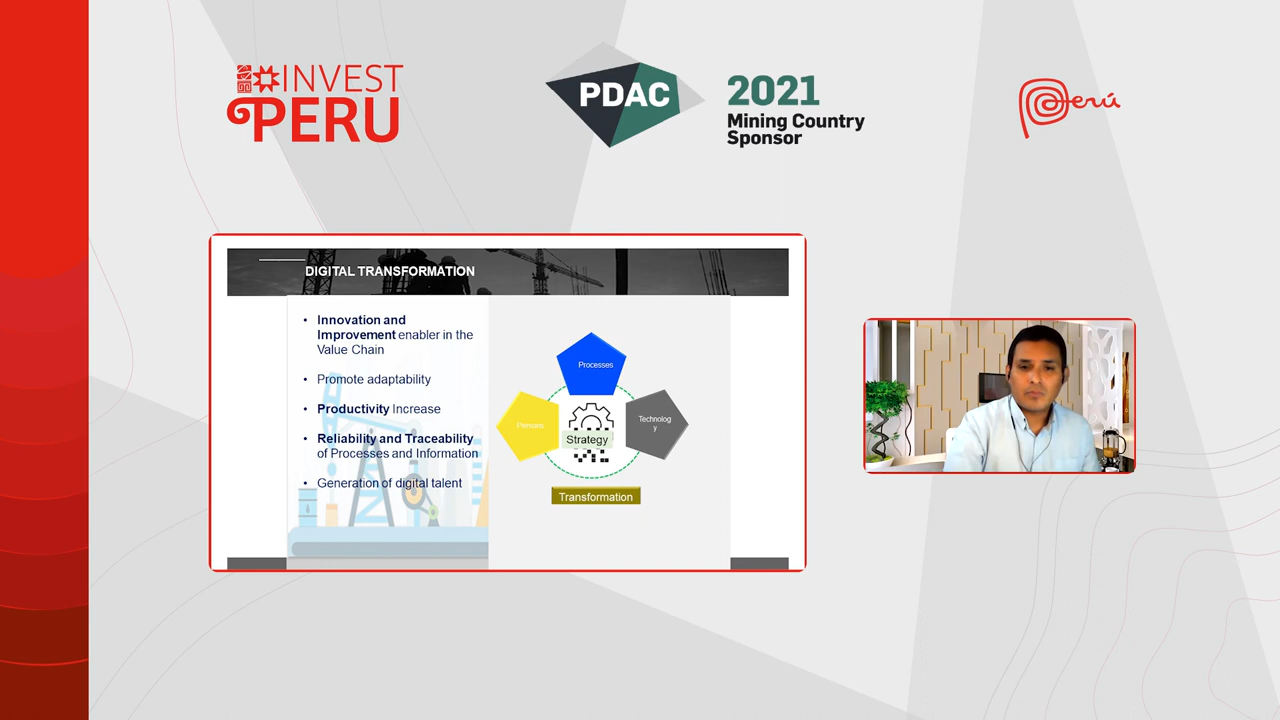 INVEST
PERU
PDAC
2021
Mining Country
Sponsor
Perú
DIGITAL TRANSFORMATION
• Innovation and
Improvement enabler in the
Value Chain
• Promote adaptability
• Productivity Increase
• Reliability and Traceability
of Processes and Information
• Generation of digital talent
Processes
Persons
Technolog
y
Strategy
Transformation